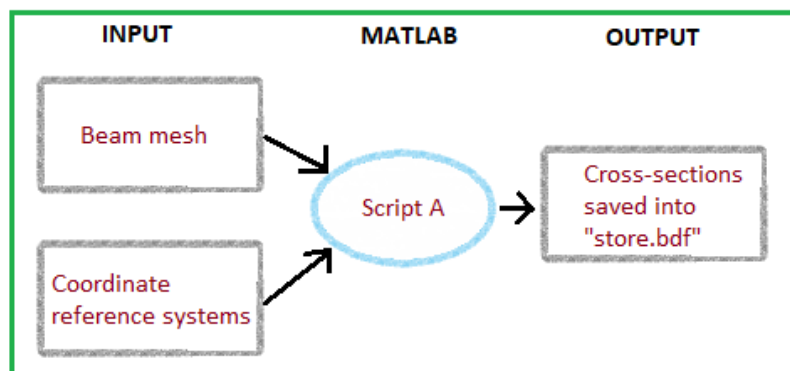 INPUT
MATLAB
OUTPUT
Beam mesh
Script A
Cross-sections
saved into
"store.bdf"
Coordinate
reference systems